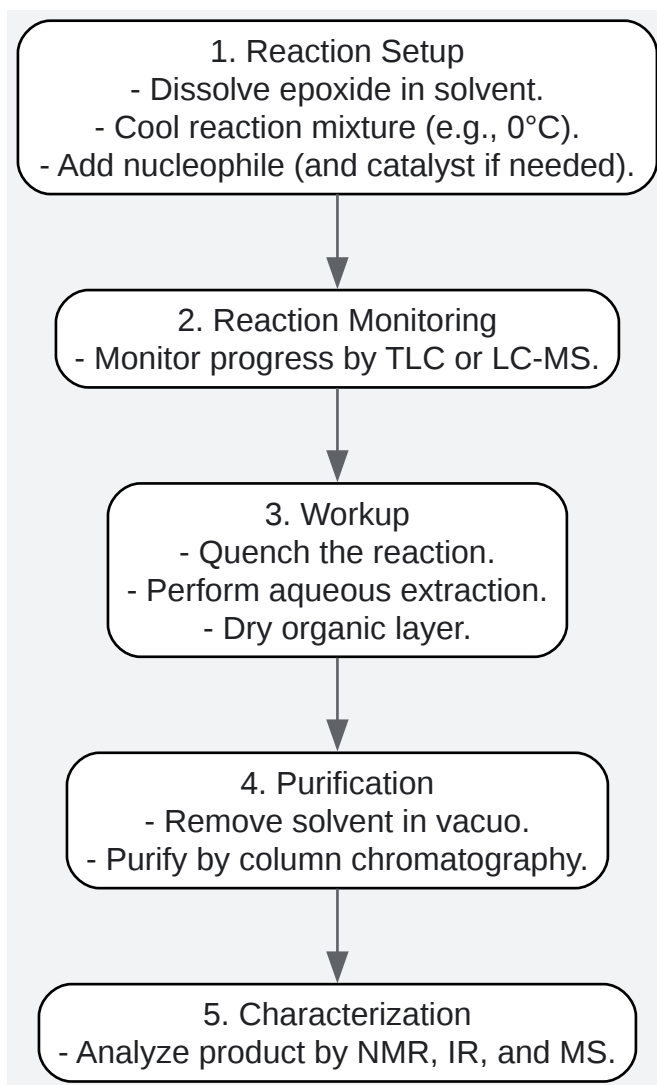 1. Reaction Setup
- Dissolve epoxide in solvent.
- Cool reaction mixture (e.g., 0°C).
- Add nucleophile (and catalyst if needed).
2. Reaction Monitoring
- Monitor progress by TLC or LC-MS.
3. Workup
- Quench the reaction.
- Perform aqueous extraction.
- Dry organic layer.
4. Purification
- Remove solvent in vacuo.
- Purify by column chromatography.
5. Characterization
- Analyze product by NMR, IR, and MS.